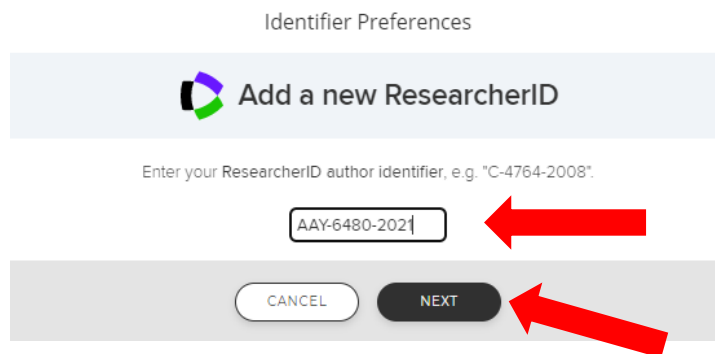 Identifier Preferences
Add a new ResearcherID
Enter your ResearcherID author identifier, e.g. "C-4764-2008".
AAY-6480-2021
CANCEL
NEXT